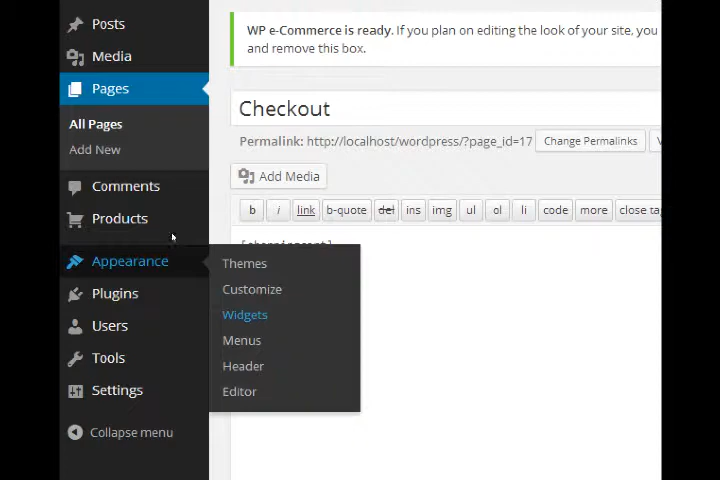 Posts
Media
Pages
All Pages
Add New
Comments
Products
Appearance
Plugins
Users
Tools
Settings
Collapse menu
Themes
Customize
Widgets
Menus
Header
Editor
WP e-Commerce is ready. If you plan on editing the look of your site, you
and remove this box.
Checkout
Permalink: http://localhost/wordpress/?page_id=17 Change Permalinks
Add Media
b i link b-quote del ins img ul ol li code more close tag